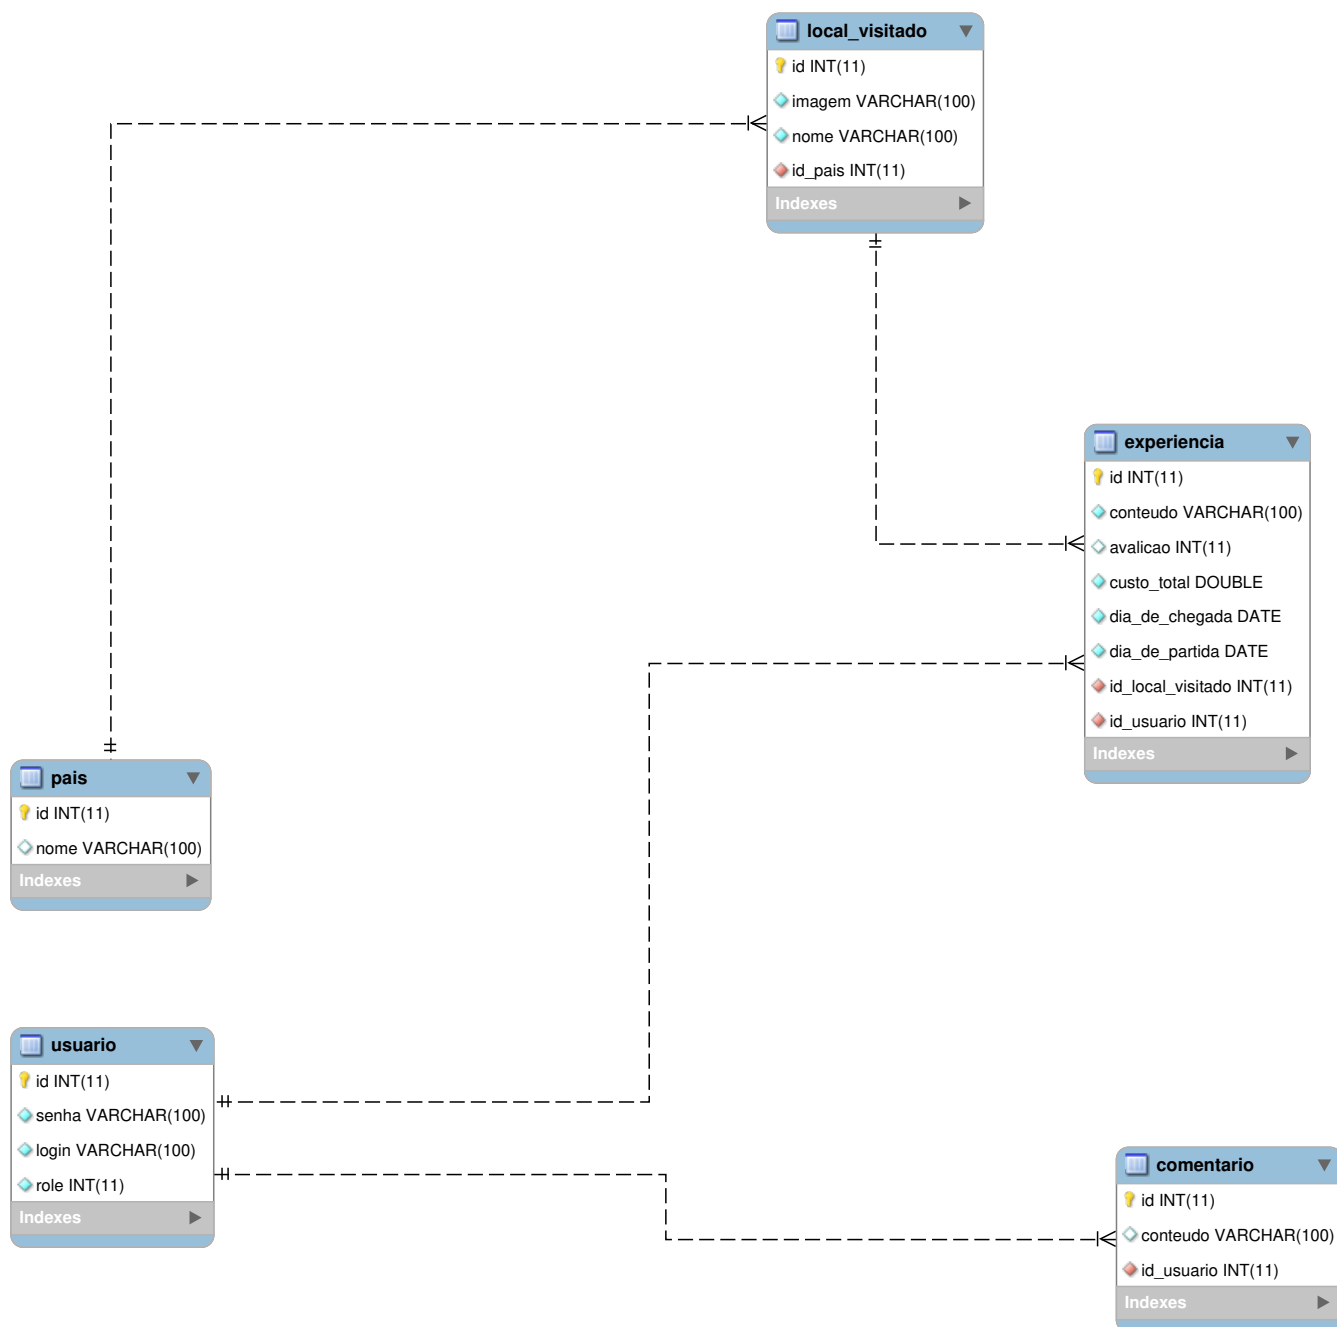 local_visitado
id INT(11)
imagem VARCHAR(100)
nome VARCHAR(100)
id_pais INT(11)
Indexes
experiencia
id INT(11)
conteudo VARCHAR(100)
avalicao INT(11)
custo_total DOUBLE
dia_de_chegada DATE
dia_de_partida DATE
id_local_visitado INT(11)
id_usuario INT(11)
Indexes
pais
id INT(11)
nome VARCHAR(100)
Indexes
usuario
id INT(11)
senha VARCHAR(100)
login VARCHAR(100)
role INT(11)
Indexes
comentario
id INT(11)
conteudo VARCHAR(100)
id_usuario INT(11)
Indexes